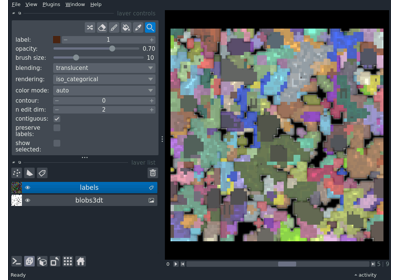 File View Plugins Window Help
layer controls
label: 1
opacity: 0.70
brush size: 10
blending: translucent
rendering: iso_categorical
color mode: auto
contour: 0
n edit dim: 2
contiguous:
preserve
labels:
show
selected:
layer list
labels
blobs3dt
Ready
activity